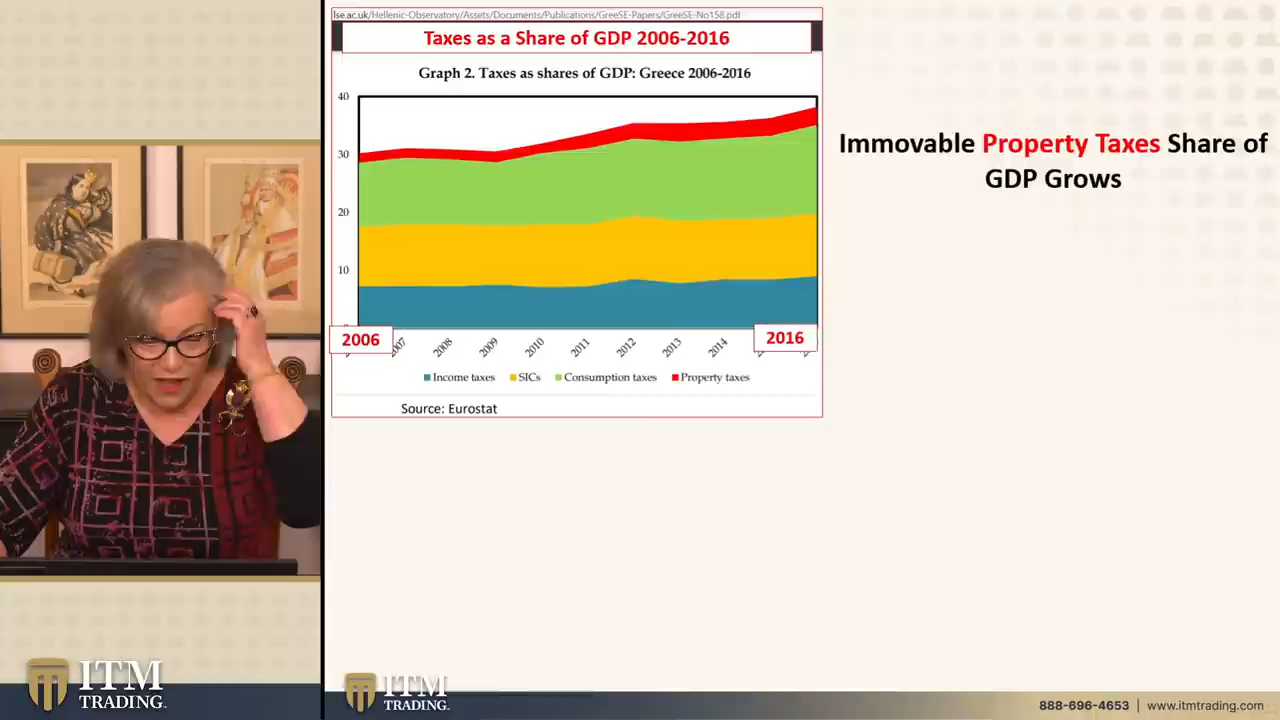 lse.ac.uk/Hellenic-Observatory/Assets/Documents/Publications/GreeSE-Papers/GreeSE-No158.pdf
Taxes as a Share of GDP 2006-2016
Graph 2. Taxes as shares of GDP: Greece 2006-2016
40
30
20
10
2006
2008
2009
2010
2011
2012
2013
2014
2016
Income taxes
SICs
Consumption taxes
Property taxes
Source: Eurostat
Immovable Property Taxes Share of
GDP Grows
ITM
TRADING
ITM
TRADING
888-696-4653 | www.itmtrading.com